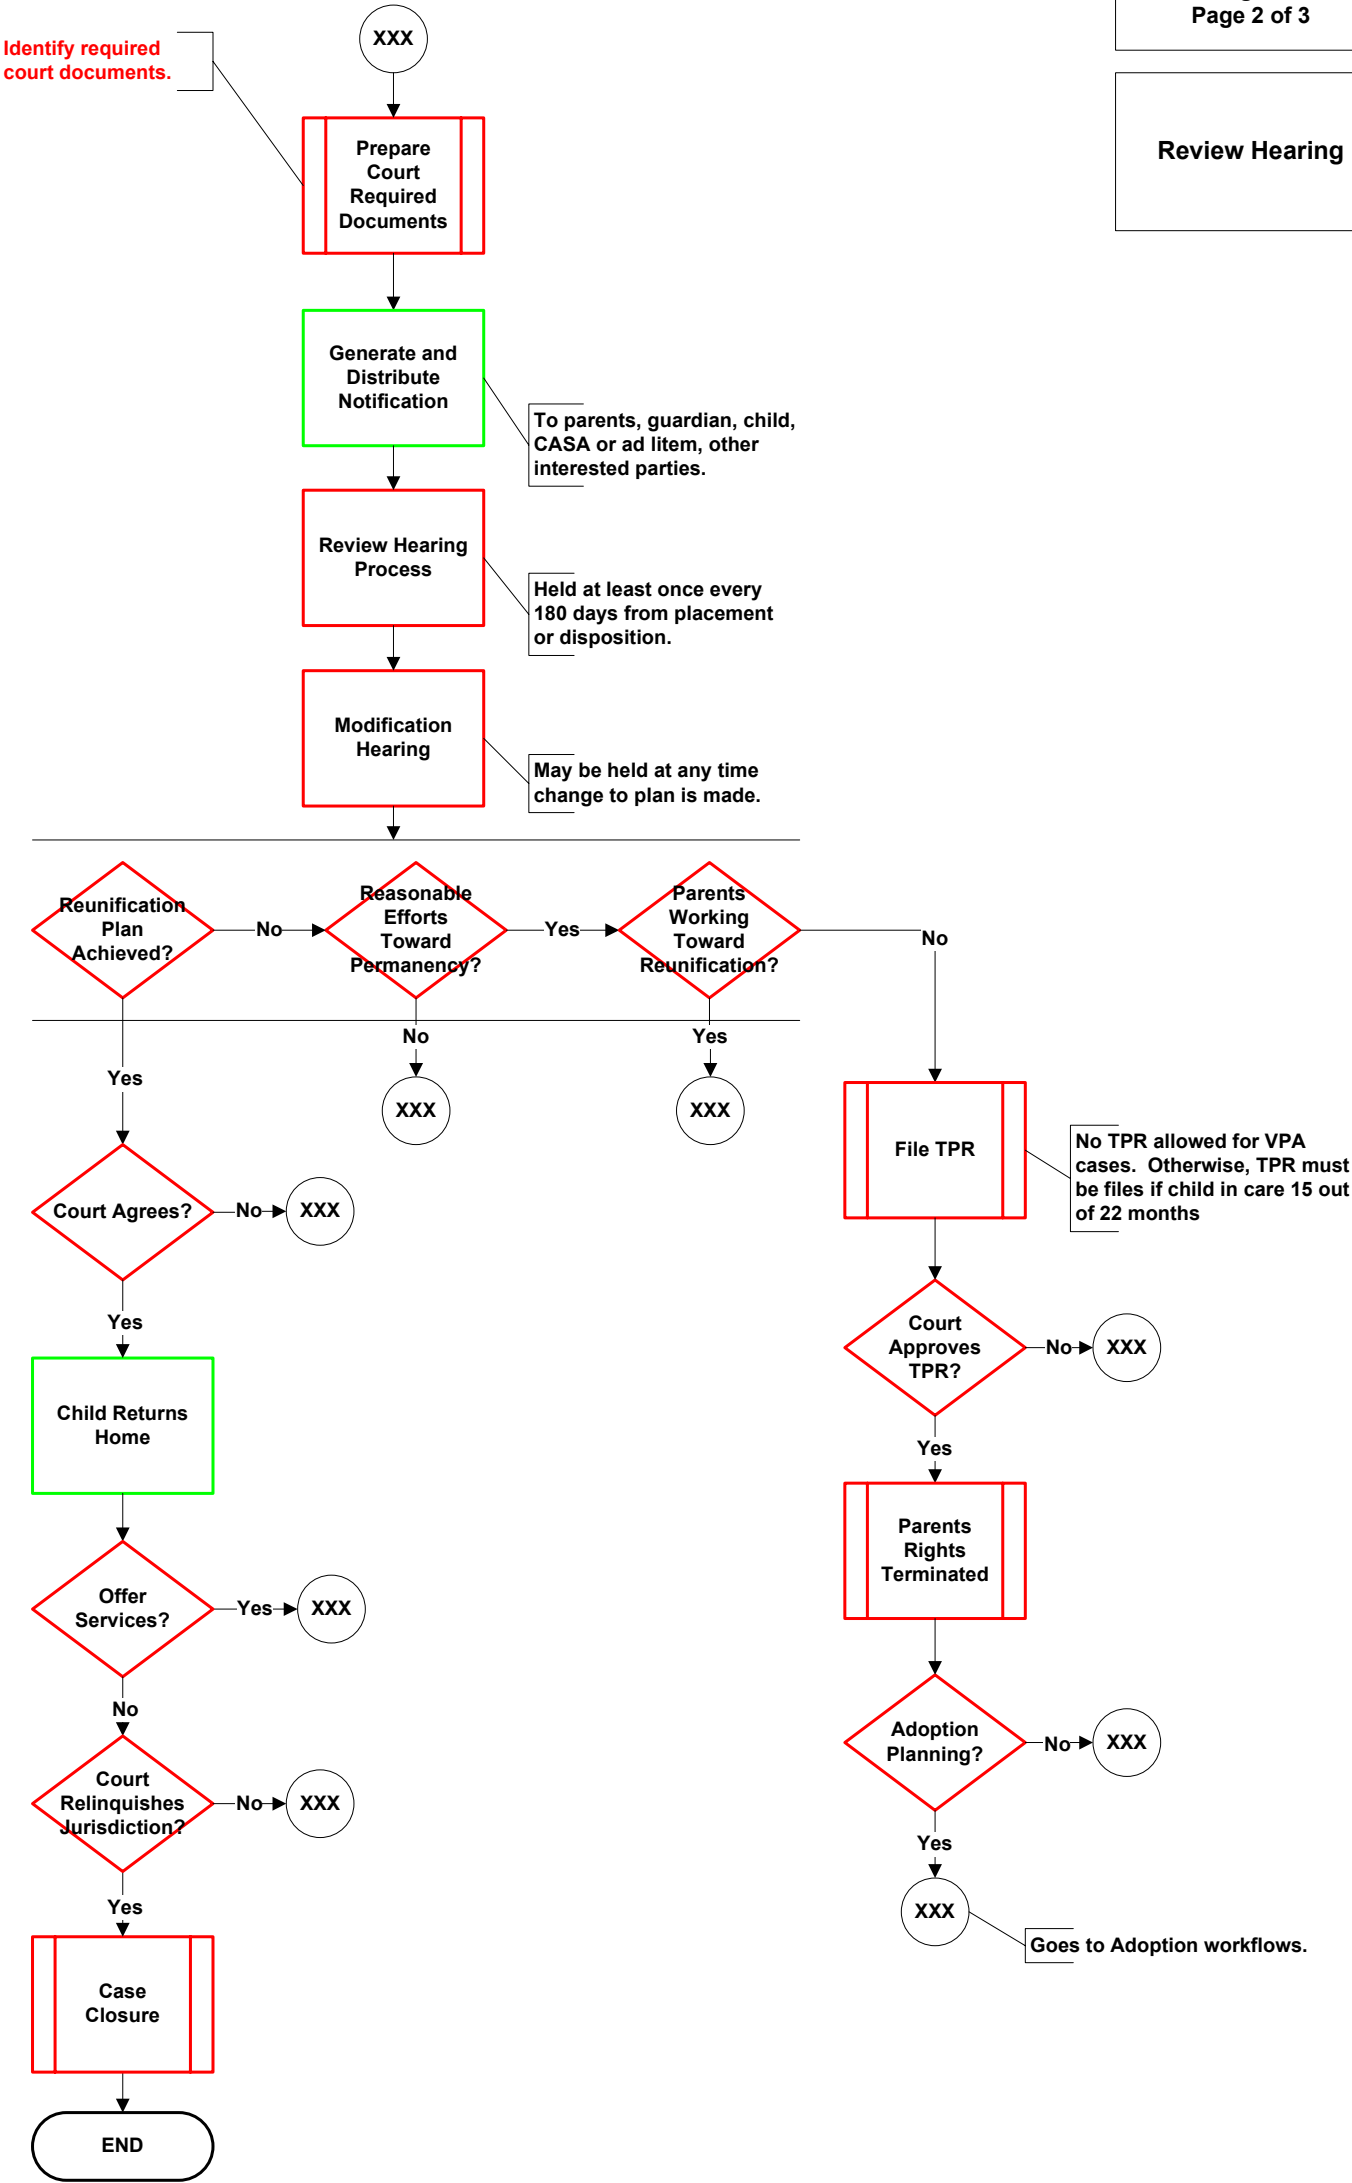 Page 2 of 3
Review Hearing
Identify required
court documents.
XXX
Prepare
Court
Required
Documents
Generate and
Distribute
Notification
To parents, guardian, child,
CASA or ad litem, other
interested parties.
Review Hearing
Process
Held at least once every
180 days from placement
or disposition.
Modification
Hearing
May be held at any time
change to plan is made.
Reunification
Plan
Achieved?
No
Reasonable
Efforts
Toward
Permanency?
Yes
Parents
Working
Toward
Reunification?
No
Yes
No
XXX
Yes
XXX
Court Agrees?
No
XXX
Yes
Child Returns
Home
Offer
Services?
Yes
XXX
No
Court
Relinquishes
Jurisdiction?
No
XXX
Yes
Case
Closure
END
File TPR
No TPR allowed for VPA
cases.  Otherwise, TPR must
be files if child in care 15 out
of 22 months
Court
Approves
TPR?
No
XXX
Yes
Parents
Rights
Terminated
Adoption
Planning?
No
XXX
Yes
XXX
Goes to Adoption workflows.